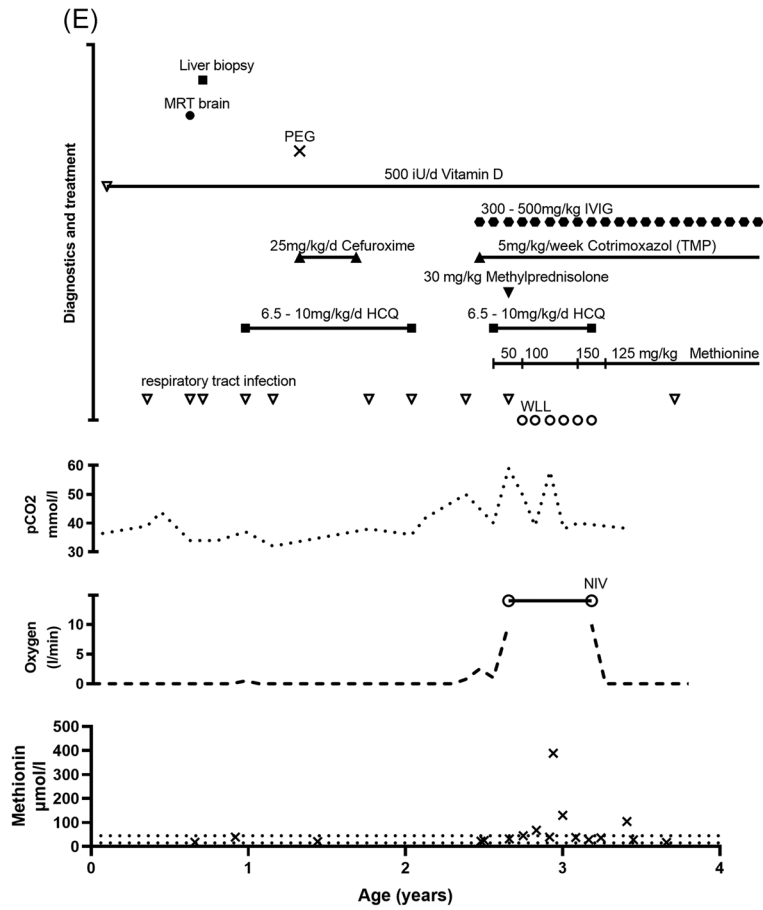 (E)
Diagnostics and treatment
Liver biopsy
MRT brain
PEG
500 iU/d Vitamin D
300 - 500mg/kg IVIG
25mg/kg/d Cefuroxime
5mg/kg/week Cotrimoxazol (TMP)
30 mg/kg Methylprednisolone
6.5 - 10mg/kg/d HCQ
6.5 - 10mg/kg/d HCQ
50
100
150
125 mg/kg
Methionine
respiratory tract infection
WLL
pCO2
mmol/l
60
50
40
30
Oxygen
(l/min)
10
5
0
NIV
Methionin
µmol/l
500
400
300
200
100
0
0
1
2
3
4
Age (years)